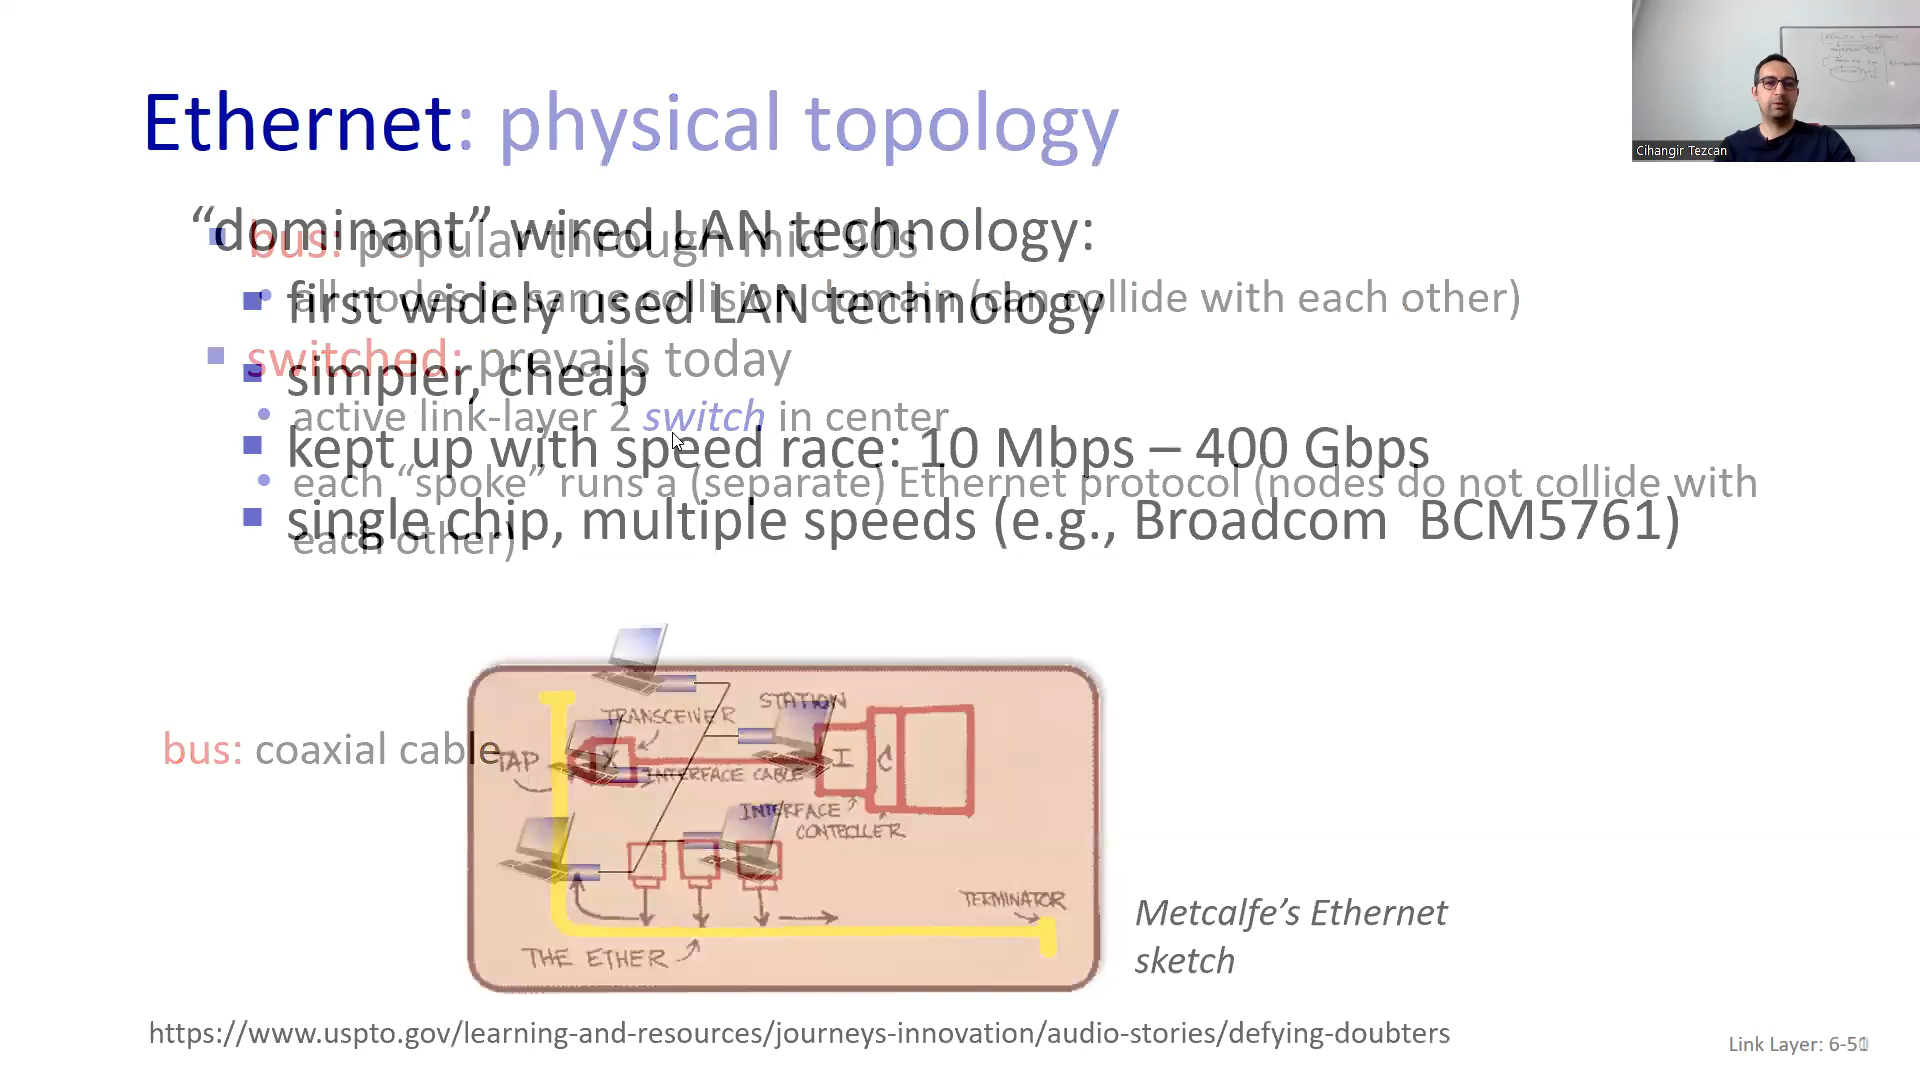 Ethernet: physical topology
Cihangir Tezcan
“dominant” wired LAN technology:
first widely used LAN technology
simpler, cheap
kept up with speed race: 10 Mbps – 400 Gbps
single chip, multiple speeds (e.g., Broadcom BCM5761)
bus: popular through mid 90s
all nodes in same collision domain (can collide with each other)
switched: prevails today
active link-layer 2 switch in center
each “spoke” runs a (separate) Ethernet protocol (nodes do not collide with
each other)
bus: coaxial cable
STATION
TRANSCEIVER
TAP
X
I
C
INTERFACE CABLE
INTERFACE
CONTROLLER
TERMINATOR
THE ETHER
Metcalfe’s Ethernet
sketch
https://www.uspto.gov/learning-and-resources/journeys-innovation/audio-stories/defying-doubters
Link Layer: 6-5